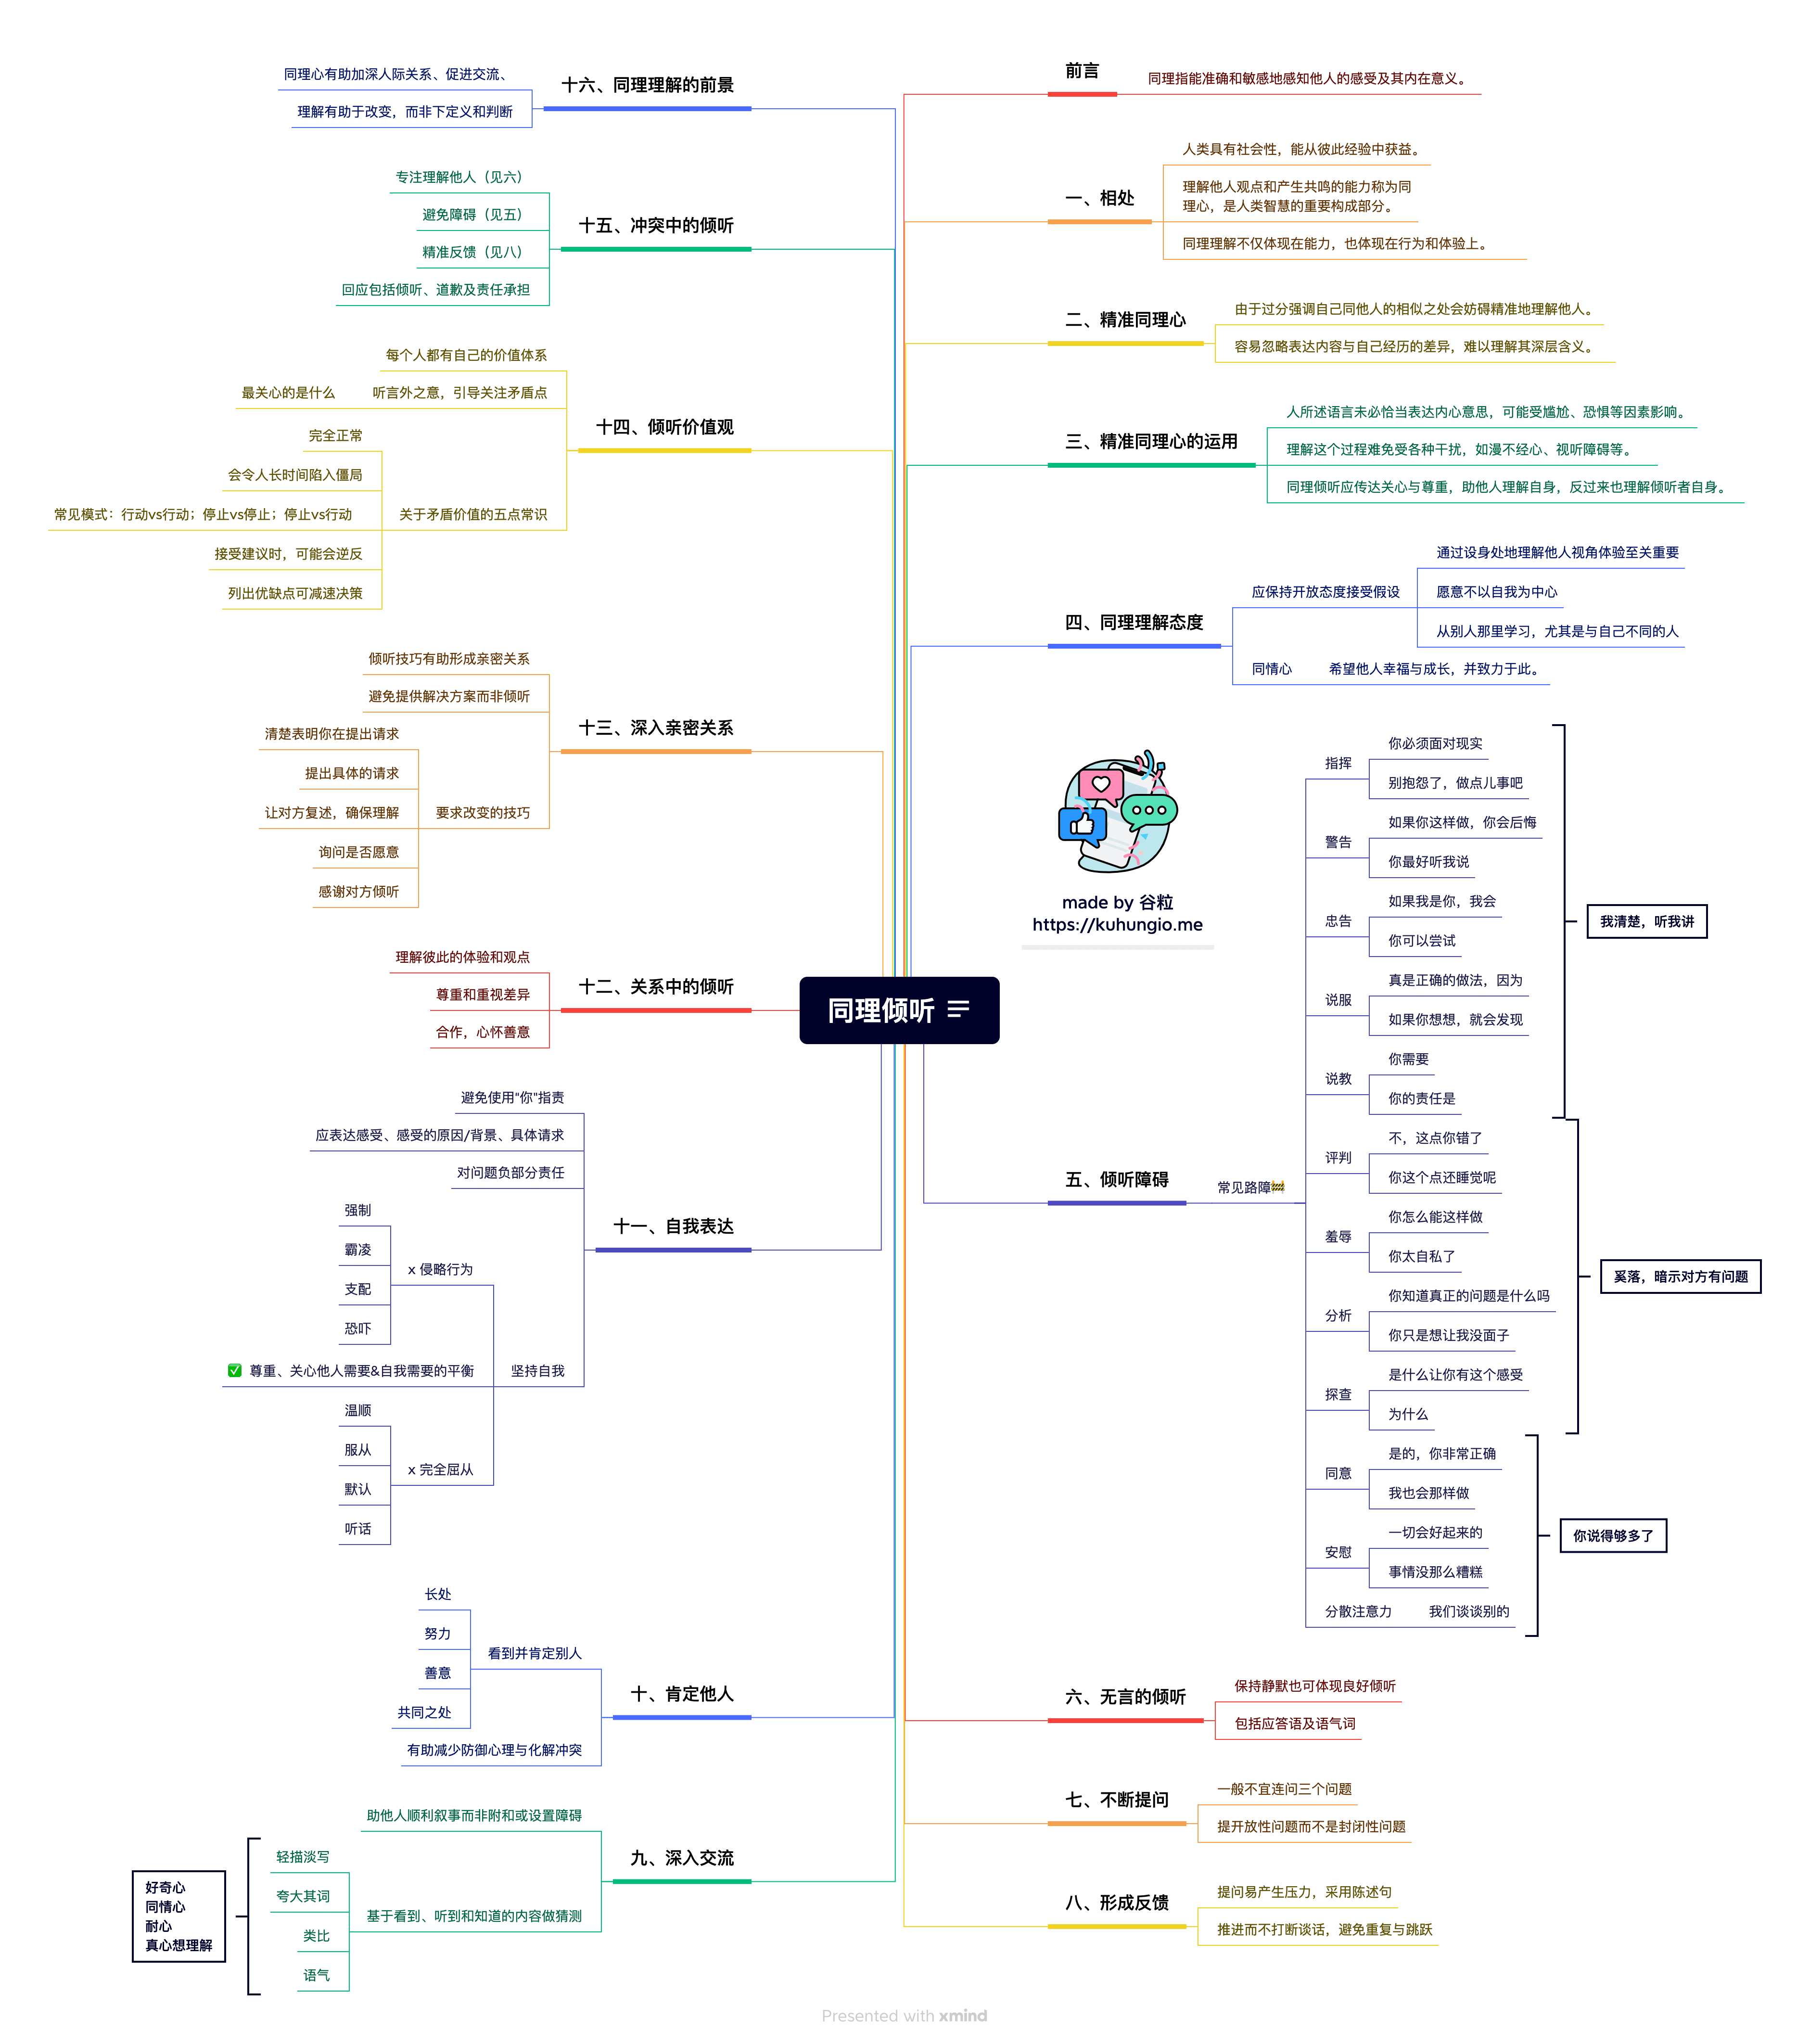 同理倾听
made by 谷粒
https://kuhungio.me
前言
同理指能准确和敏感地感知他人的感受及其内在意义。
一、相处
人类具有社会性，能从彼此经验中获益。
理解他人观点和产生共鸣的能力称为同
理心，是人类智慧的重要构成部分。
同理理解不仅体现在能力，也体现在行为和体验上。
二、精准同理心
由于过分强调自己同他人的相似之处会妨碍精准地理解他人。
容易忽略表达内容与自己经历的差异，难以理解其深层含义。
三、精准同理心的运用
人所述语言未必恰当表达内心意思，可能受尴尬、恐惧等因素影响。
理解这个过程难免受各种干扰，如漫不经心、视听障碍等。
同理倾听应传达关心与尊重，助他人理解自身，反过来也理解倾听者自身。
四、同理理解态度
应保持开放态度接受假设
通过设身处地理解他人视角体验至关重要
愿意不以自我为中心
从别人那里学习，尤其是与自己不同的人
同情心
希望他人幸福与成长，并致力于此。
五、倾听障碍
常见路障🚧
指挥
你必须面对现实
别抱怨了，做点儿事吧
警告
如果你这样做，你会后悔
你最好听我说
忠告
如果我是你，我会
你可以尝试
说服
真是正确的做法，因为
如果你想想，就会发现
说教
你需要
你的责任是
我清楚，听我讲
评判
不，这点你错了
你这个点还睡觉呢
羞辱
你怎么能这样做
你太自私了
分析
你知道真正的问题是什么吗
你只是想让我没面子
探查
是什么让你有这个感受
为什么
奚落，暗示对方有问题
同意
是的，你非常正确
我也会那样做
安慰
一切会好起来的
事情没那么糟糕
分散注意力
我们谈谈别的
你说得够多了
六、无言的倾听
保持静默也可体现良好倾听
包括应答语及语气词
七、不断提问
一般不宜连问三个问题
提开放性问题而不是封闭性问题
八、形成反馈
提问易产生压力，采用陈述句
推进而不打断谈话，避免重复与跳跃
九、深入交流
助他人顺利叙事而非附和或设置障碍
基于看到、听到和知道的内容做猜测
轻描淡写
夸大其词
类比
语气
好奇心
同情心
耐心
真心想理解
十、肯定他人
看到并肯定别人
长处
努力
善意
共同之处
有助减少防御心理与化解冲突
十一、自我表达
避免使用"你"指责
应表达感受、感受的原因/背景、具体请求
对问题负部分责任
坚持自我
x 侵略行为
强制
霸凌
支配
恐吓
✅ 尊重、关心他人需要&自我需要的平衡
x 完全屈从
温顺
服从
默认
听话
十二、关系中的倾听
理解彼此的体验和观点
尊重和重视差异
合作，心怀善意
十三、深入亲密关系
倾听技巧有助形成亲密关系
避免提供解决方案而非倾听
要求改变的技巧
清楚表明你在提出请求
提出具体的请求
让对方复述，确保理解
询问是否愿意
感谢对方倾听
十四、倾听价值观
每个人都有自己的价值体系
听言外之意，引导关注矛盾点
最关心的是什么
关于矛盾价值的五点常识
完全正常
会令人长时间陷入僵局
常见模式：行动vs行动；停止vs停止；停止vs行动
接受建议时，可能会逆反
列出优缺点可减速决策
十五、冲突中的倾听
专注理解他人（见六）
避免障碍（见五）
精准反馈（见八）
回应包括倾听、道歉及责任承担
十六、同理理解的前景
同理心有助加深人际关系、促进交流、
理解有助于改变，而非下定义和判断
Presented with xmind